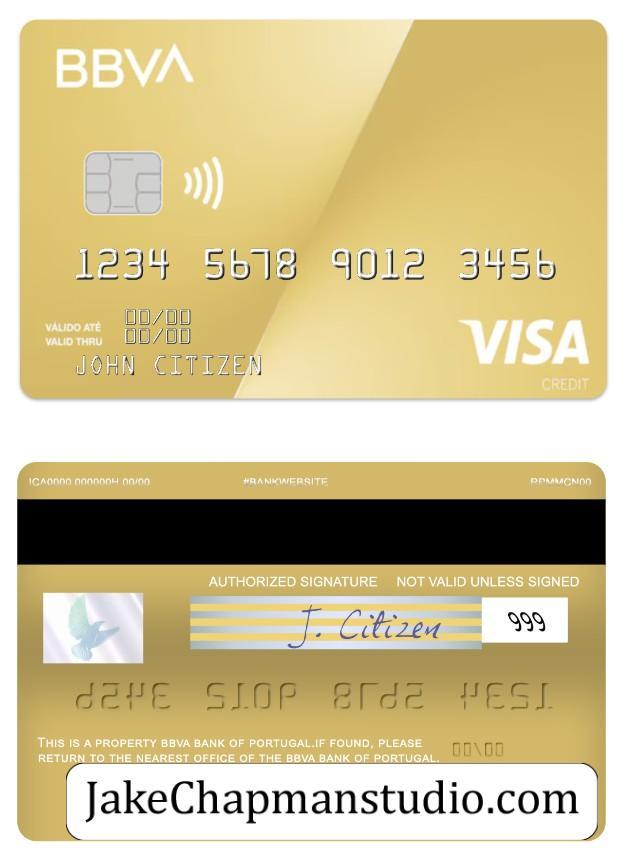 BBVA
1234 5678 9012 3456
VÁLIDO ATÉ 00/00
VALID THRU 00/00
JOHN CITIZEN
VISA
CREDIT
ICA0000 000000H 00/00 #BANKWEBSITE RPMMCN00
AUTHORIZED SIGNATURE NOT VALID UNLESS SIGNED
J. Citizen 999
THIS IS A PROPERTY BBVA BANK OF PORTUGAL.IF FOUND, PLEASE
RETURN TO THE NEAREST OFFICE OF THE BBVA BANK OF PORTUGAL.
JakeChapmanstudio.com